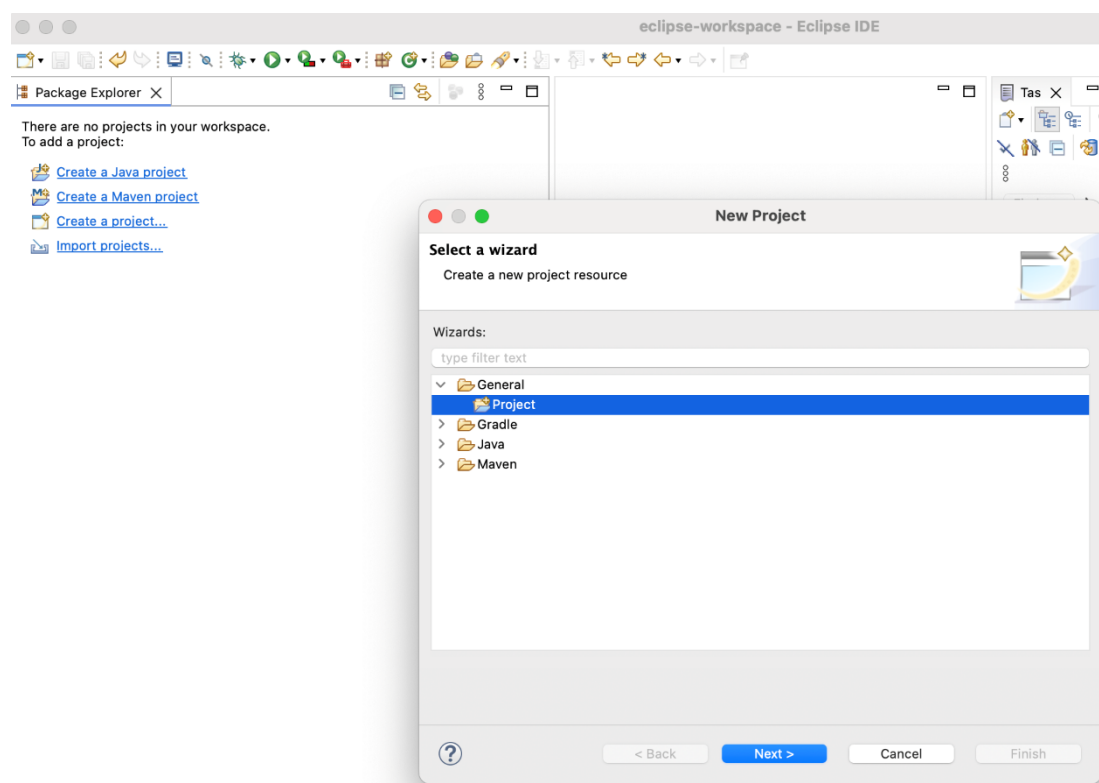 eclipse-workspace - Eclipse IDE
Package Explorer
Tas
There are no projects in your workspace.
To add a project:
Create a Java project
Create a Maven project
Create a project...
Import projects...
New Project
Select a wizard
Create a new project resource
Wizards:
type filter text
General
Project
Gradle
Java
Maven
?
< Back
Next >
Cancel
Finish